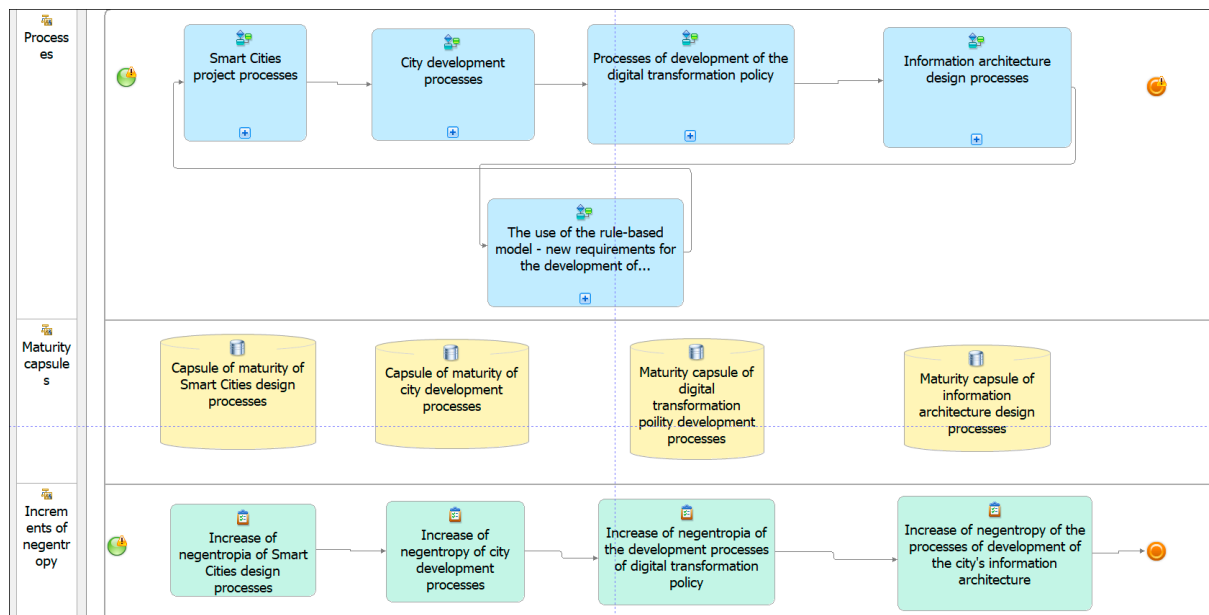 Process
es
Smart Cities
project processes
City development
processes
Processes of development of the
digital transformation policy
Information architecture
design processes
The use of the rule-based
model - new requirements for
the development of...
Maturity
capsule
s
Capsule of maturity of
Smart Cities design
processes
Capsule of maturity of
city development
processes
Maturity capsule of
digital
transformation
poility development
processes
Maturity capsule of
information
architecture design
processes
Increm
ents of
negentr
opy
Increase of
negentropia of Smart
Cities design
processes
Increase of
negentropy of city
development
processes
Increase of negentropia of
the development processes
of digital transformation
policy
Increase of negentropy of the
processes of development of
the city's information
architecture